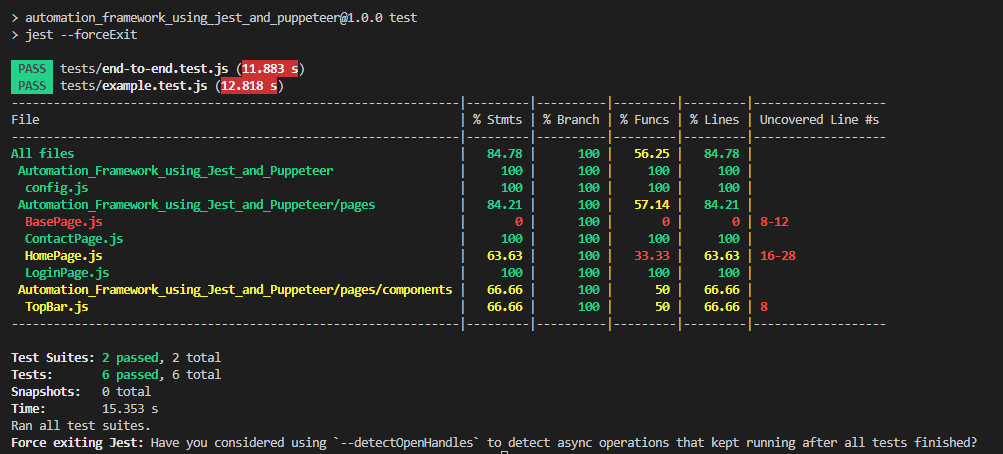 > automation_framework_using_jest_and_puppeteer@1.0.0 test
> jest --forceExit
PASS tests/end-to-end.test.js (11.883 s)
PASS tests/example.test.js (12.818 s)
-----------------------------------------------------------|---------|----------|---------|---------|-------------------
File | % Stmts | % Branch | % Funcs | % Lines | Uncovered Line #s
-----------------------------------------------------------|---------|----------|---------|---------|-------------------
All files | 84.78 | 100 | 56.25 | 84.78 |
Automation_Framework_using_Jest_and_Puppeteer | 100 | 100 | 100 | 100 |
config.js | 100 | 100 | 100 | 100 |
Automation_Framework_using_Jest_and_Puppeteer/pages | 84.21 | 100 | 57.14 | 84.21 |
BasePage.js | 0 | 100 | 0 | 0 | 8-12
ContactPage.js | 100 | 100 | 100 | 100 |
HomePage.js | 63.63 | 100 | 33.33 | 63.63 | 16-28
LoginPage.js | 100 | 100 | 100 | 100 |
Automation_Framework_using_Jest_and_Puppeteer/pages/components | 66.66 | 100 | 50 | 66.66 |
TopBar.js | 66.66 | 100 | 50 | 66.66 | 8
-----------------------------------------------------------|---------|----------|---------|---------|-------------------
Test Suites: 2 passed, 2 total
Tests: 6 passed, 6 total
Snapshots: 0 total
Time: 15.353 s
Ran all test suites.
Force exiting Jest: Have you considered using `--detectOpenHandles` to detect async operations that kept running after all tests finished?